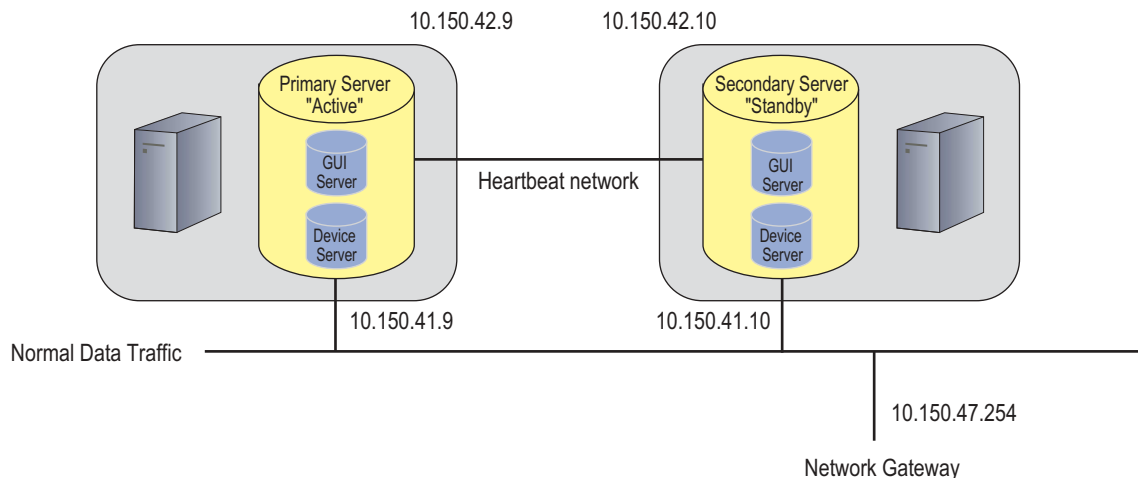 10.150.42.9
10.150.42.10
Primary Server
"Active"
GUI
Server
Device
Server
Heartbeat network
Secondary Server
"Standby"
GUI
Server
Device
Server
10.150.41.9
10.150.41.10
Normal Data Traffic
10.150.47.254
Network Gateway